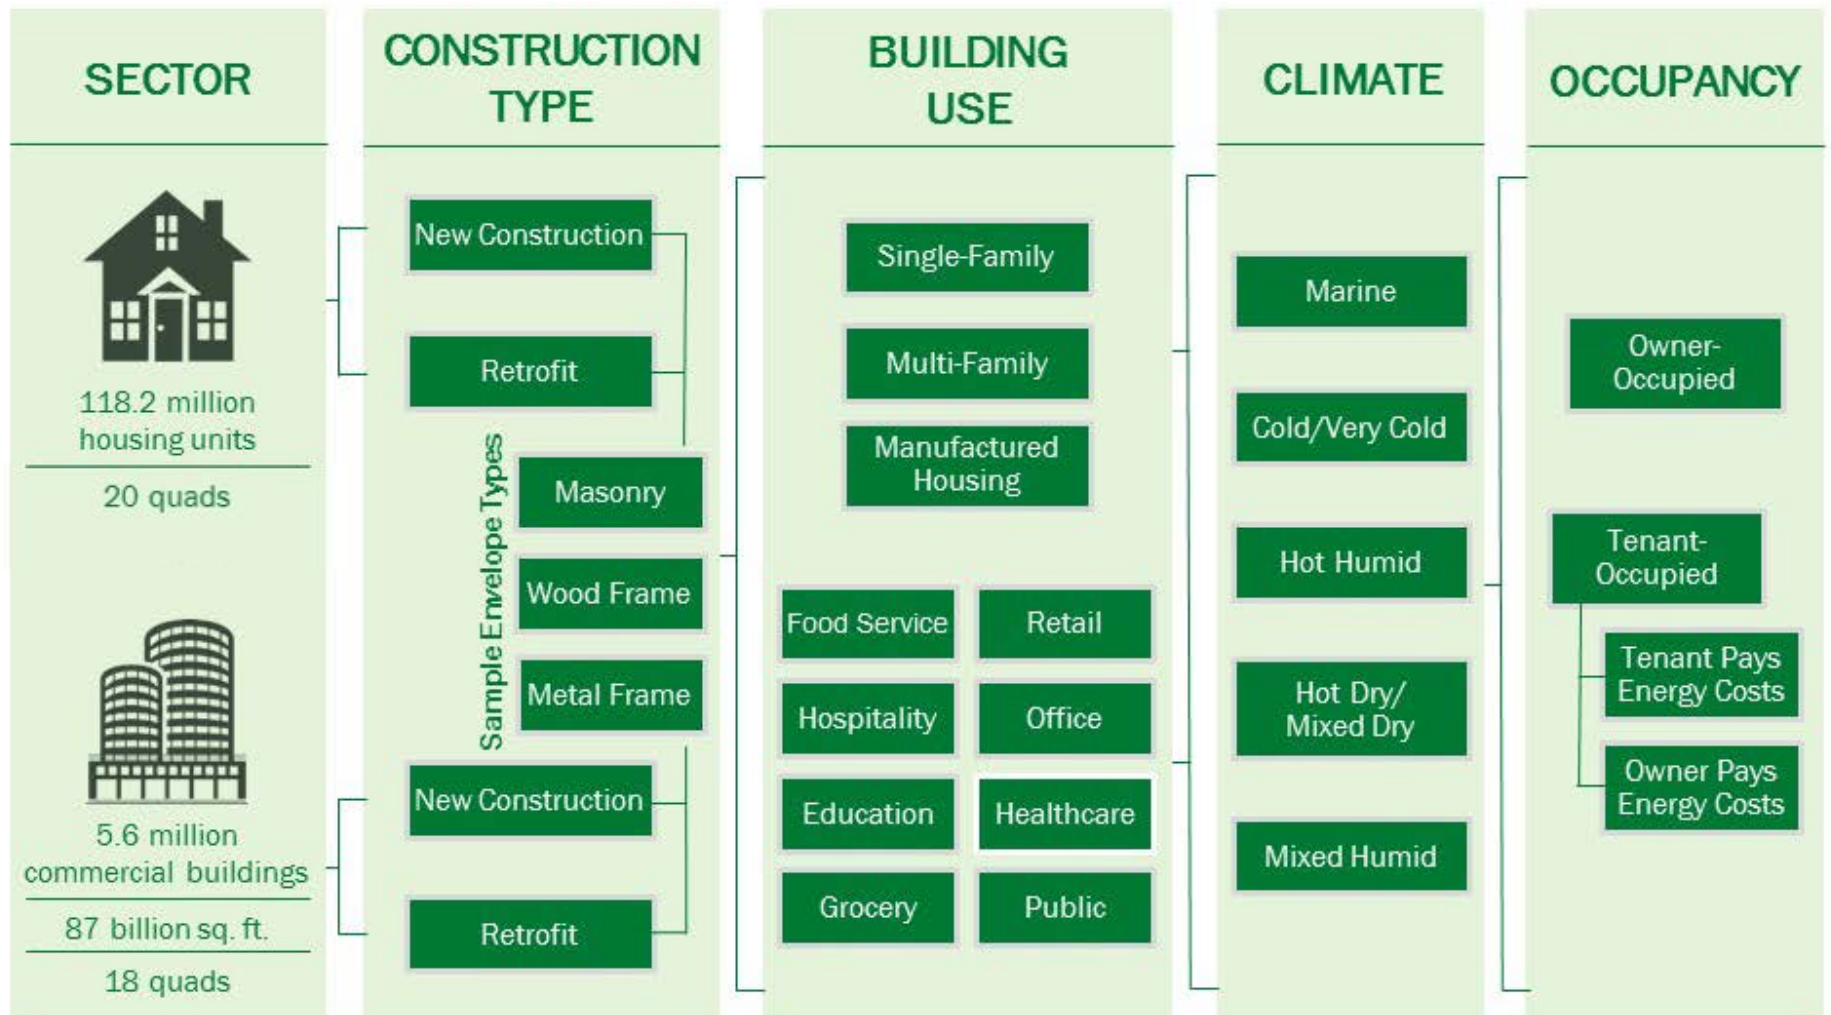 SECTOR
118.2 million
housing units
20 quads
5.6 million
commercial buildings
87 billion sq. ft.
18 quads
CONSTRUCTION
TYPE
New Construction
Retrofit
Sample Envelope Types
Masonry
Wood Frame
Metal Frame
New Construction
Retrofit
BUILDING
USE
Single-Family
Multi-Family
Manufactured
Housing
Food Service
Retail
Hospitality
Office
Education
Healthcare
Grocery
Public
CLIMATE
Marine
Cold/Very Cold
Hot Humid
Hot Dry/
Mixed Dry
Mixed Humid
OCCUPANCY
Owner-
Occupied
Tenant-
Occupied
Tenant Pays
Energy Costs
Owner Pays
Energy Costs